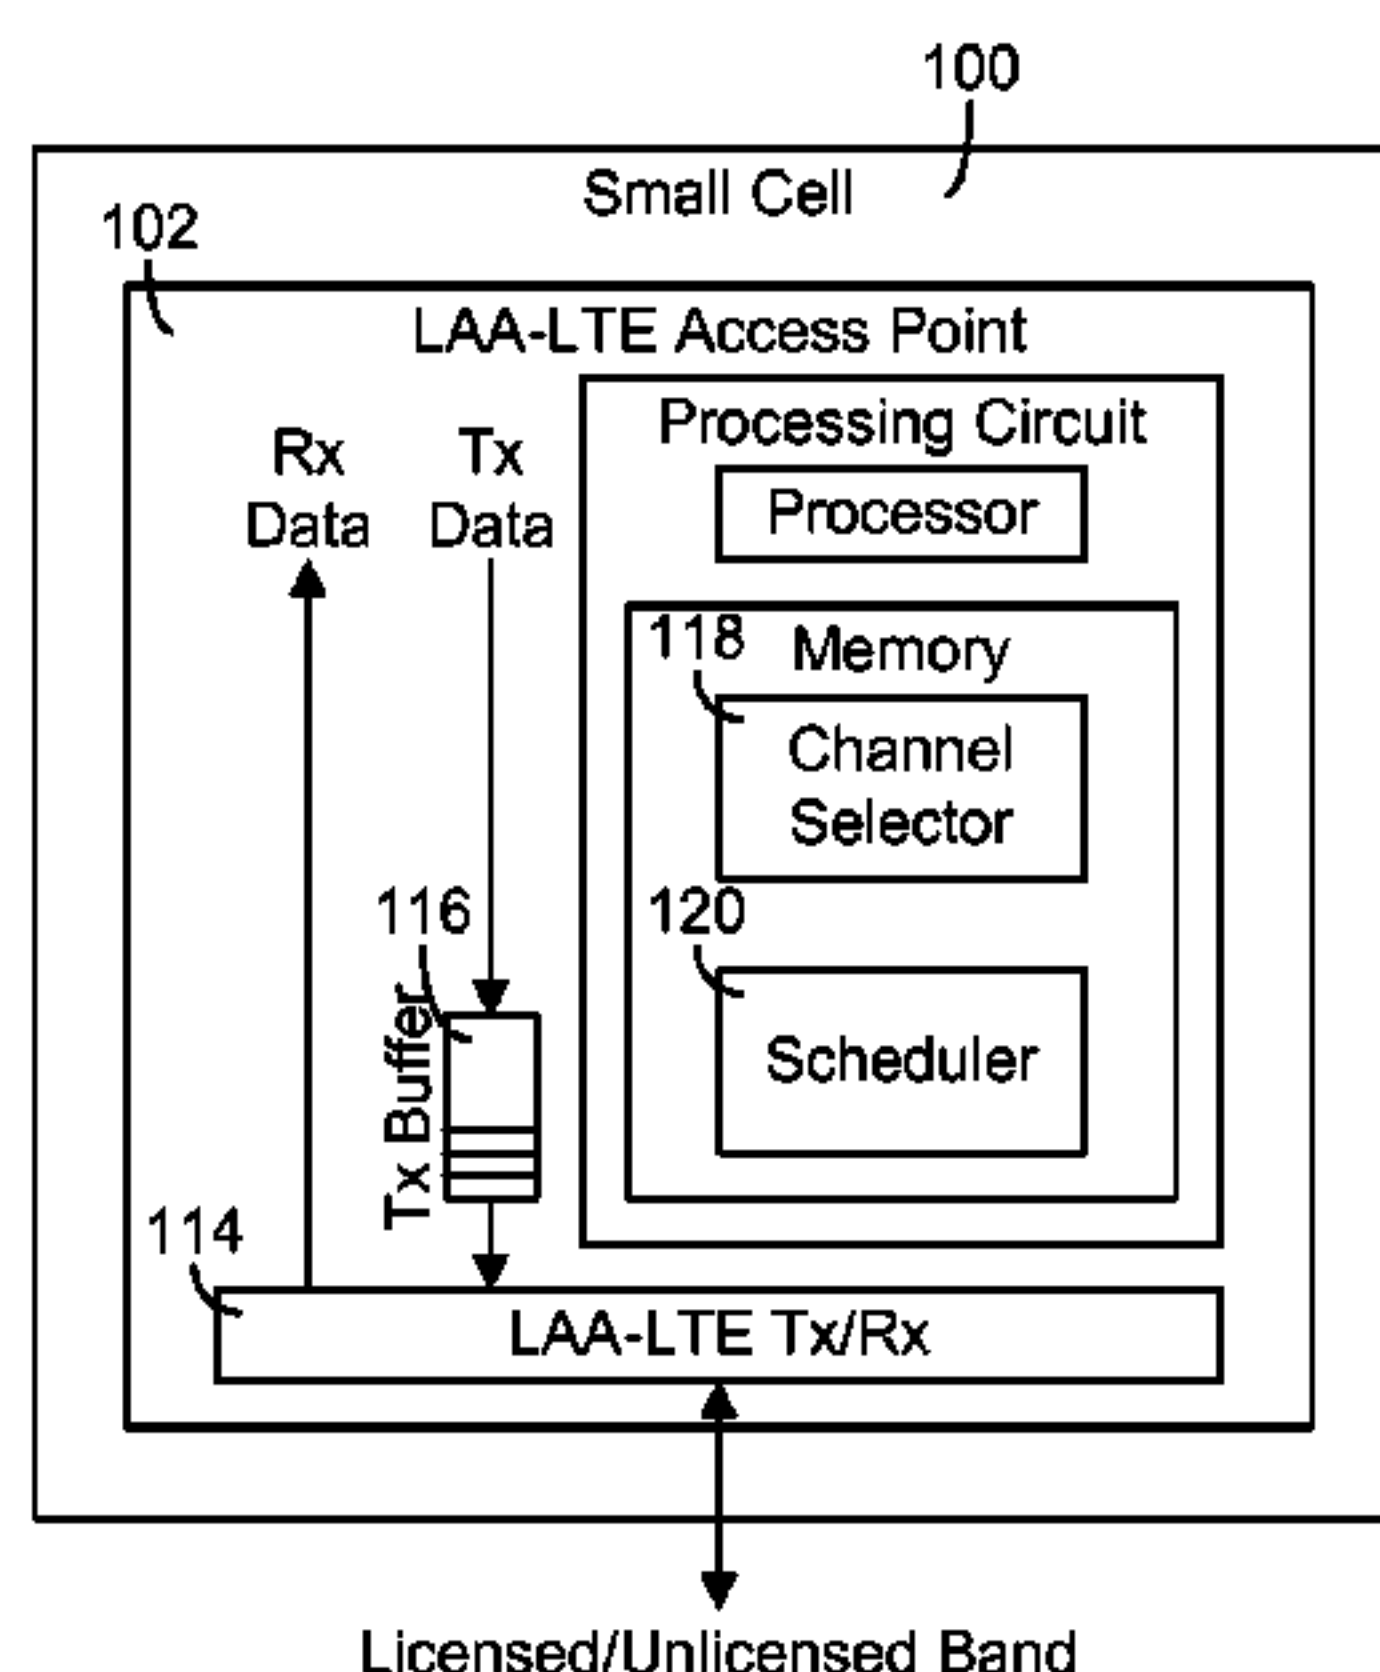 100
Small Cell
102
LAA-LTE Access Point
Processing Circuit
Rx
Data
Tx
Data
Processor
118
Memory
Channel
Selector
116
120
Tx Buffer
Scheduler
114
LAA-LTE Tx/Rx
Licensed/Unlicensed Band